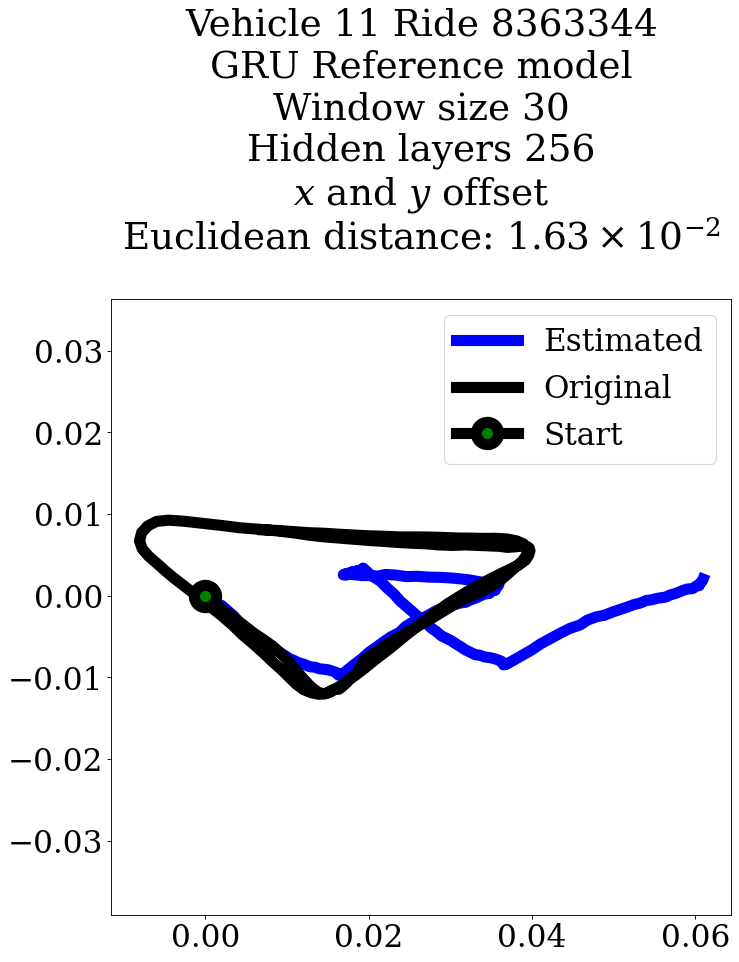 Vehicle 11 Ride 8363344
GRU Reference model
Window size 30
Hidden layers 256
x and y offset
Euclidean distance: 1.63 × 10⁻²
Estimated
Original
Start
0.03
0.02
0.01
0.00
−0.01
−0.02
−0.03
0.00 0.02 0.04 0.06